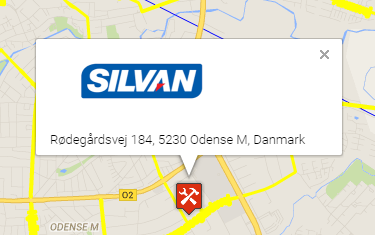 SILVAN
Rødegårdsvej 184, 5230 Odense M, Danmark
O2
ODENSE M